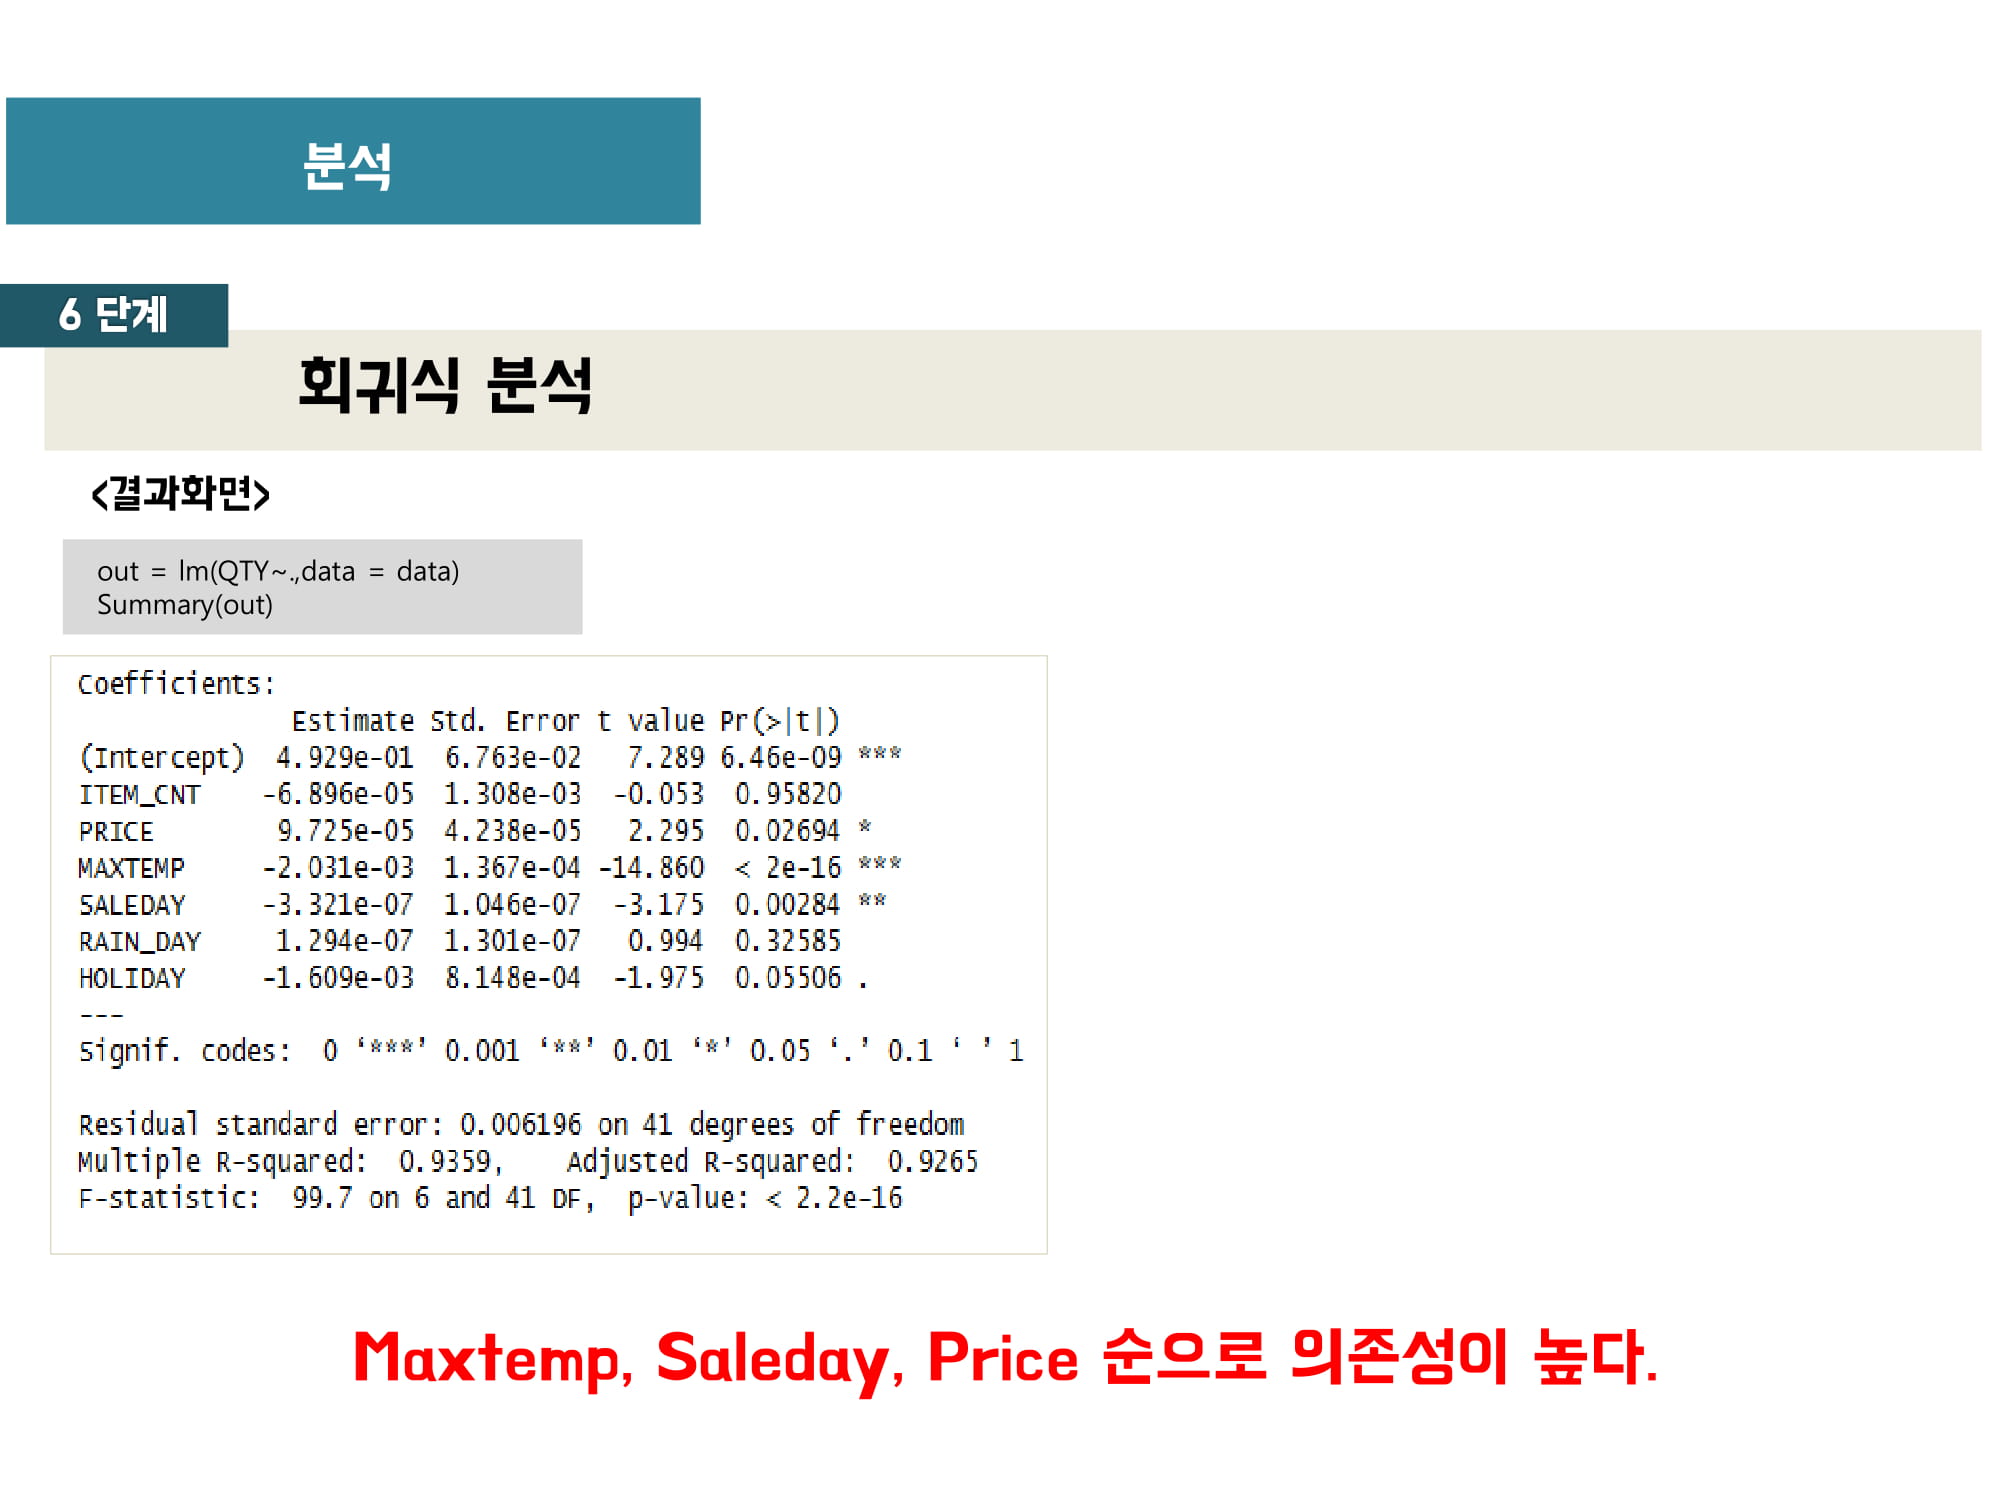 분석
6 단계
회귀식 분석
<결과화면>
out = lm(QTY~.,data = data)
Summary(out)
Coefficients:
Estimate Std. Error t value Pr(>|t|)
(Intercept) 4.929e-01 6.763e-02 7.289 6.46e-09 ***
ITEM_CNT -6.896e-05 1.308e-03 -0.053 0.95820
PRICE 9.725e-05 4.238e-05 2.295 0.02694 *
MAXTEMP -2.031e-03 1.367e-04 -14.860 < 2e-16 ***
SALEDAY -3.321e-07 1.046e-07 -3.175 0.00284 **
RAIN_DAY 1.294e-07 1.301e-07 0.994 0.32585
HOLIDAY -1.609e-03 8.148e-04 -1.975 0.05506 .
---
Signif. codes: 0 ‘***’ 0.001 ‘**’ 0.01 ‘*’ 0.05 ‘.’ 0.1 ‘ ’ 1
Residual standard error: 0.006196 on 41 degrees of freedom
Multiple R-squared: 0.9359, Adjusted R-squared: 0.9265
F-statistic: 99.7 on 6 and 41 DF, p-value: < 2.2e-16
Maxtemp, Saleday, Price 순으로 의존성이 높다.